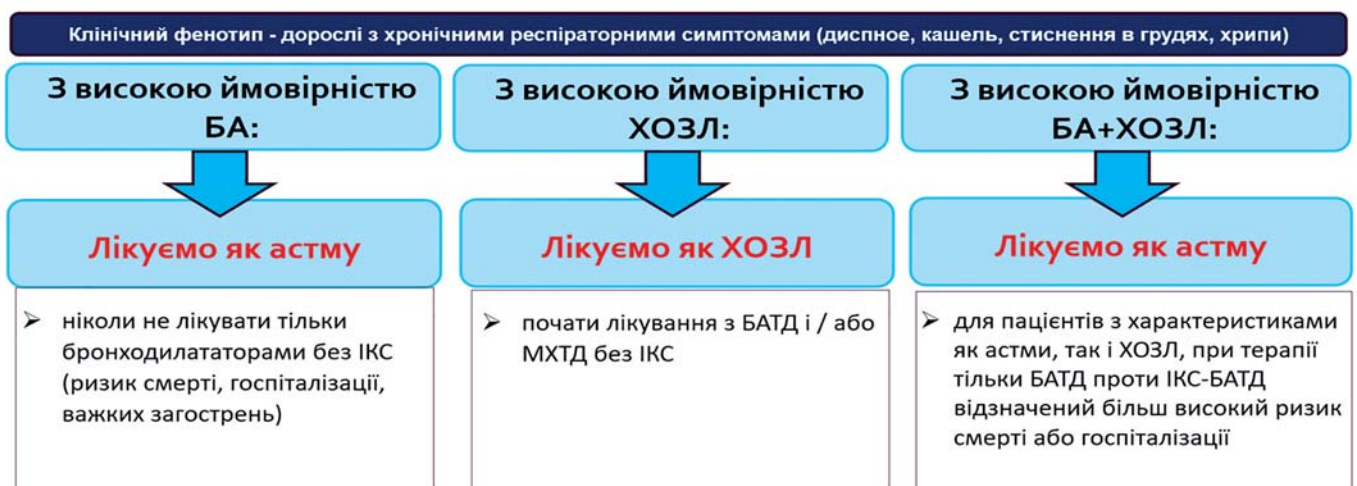 Клінічний фенотип - дорослі з хронічними респіраторними симптомами (диспное, кашель, стиснення в грудях, хрипи)
З високою ймовірністю
БА:
Лікуємо як астму
➢ ніколи не лікувати тільки
бронходилататорами без ІКС
(ризик смерті, госпіталізації,
важких загострень)
З високою ймовірністю
ХОЗЛ:
Лікуємо як ХОЗЛ
➢ почати лікування з БАТД і / або
МХТД без ІКС
З високою ймовірністю
БА+ХОЗЛ:
Лікуємо як астму
➢ для пацієнтів з характеристиками
як астми, так і ХОЗЛ, при терапії
тільки БАТД проти ІКС-БАТД
відзначений більш високий ризик
смерті або госпіталізації